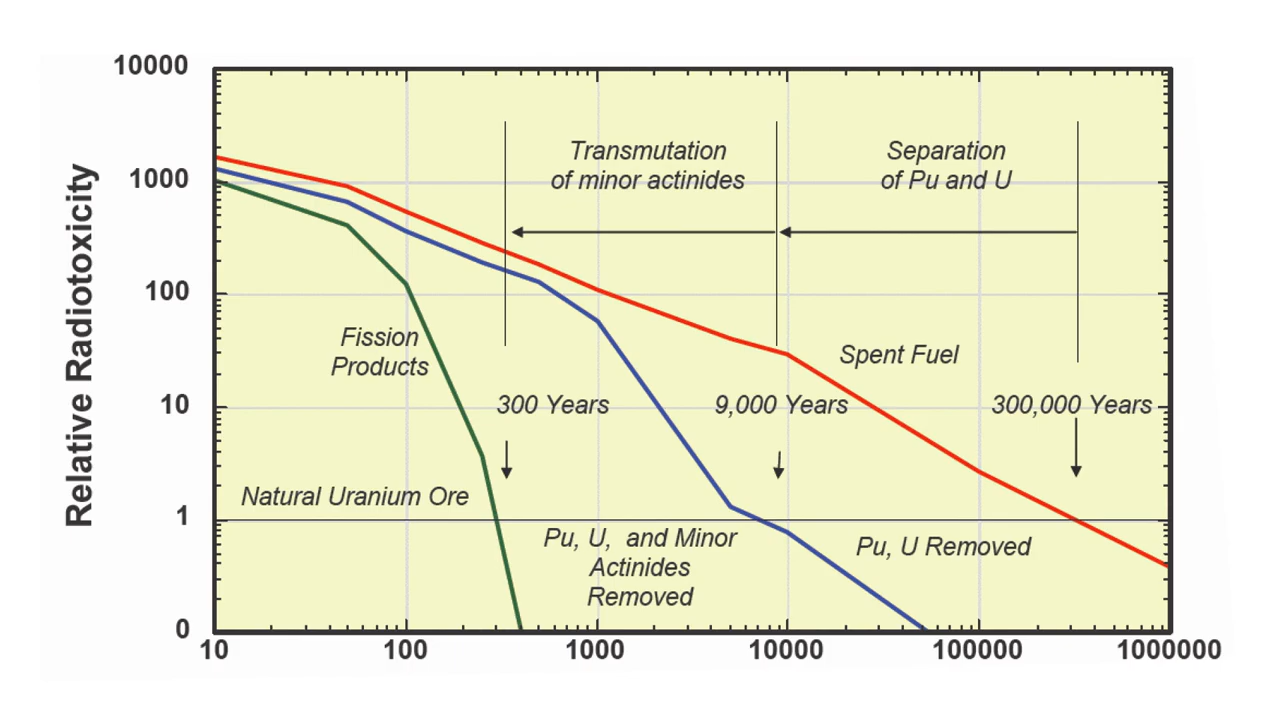 10000
1000
100
10
1
0
Relative Radiotoxicity
Transmutation
of minor actinides
Separation
of Pu and U
Fission
Products
Spent Fuel
300 Years
9,000 Years
300,000 Years
Natural Uranium Ore
Pu, U, and Minor
Actinides
Removed
Pu, U Removed
10
100
1000
10000
100000
1000000